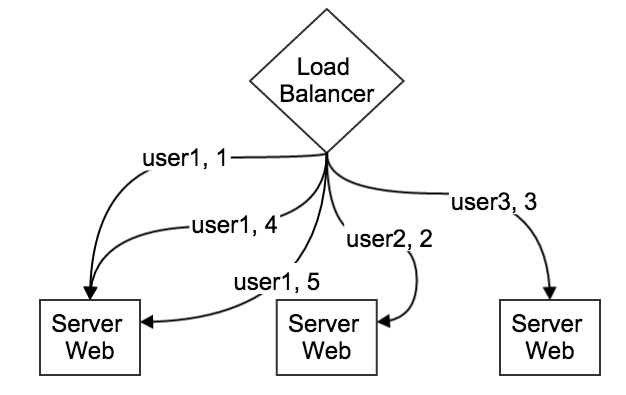 Load
Balancer
user1, 1
user3, 3
user1, 4
user2, 2
user1, 5
Server
Web
Server
Web
Server
Web